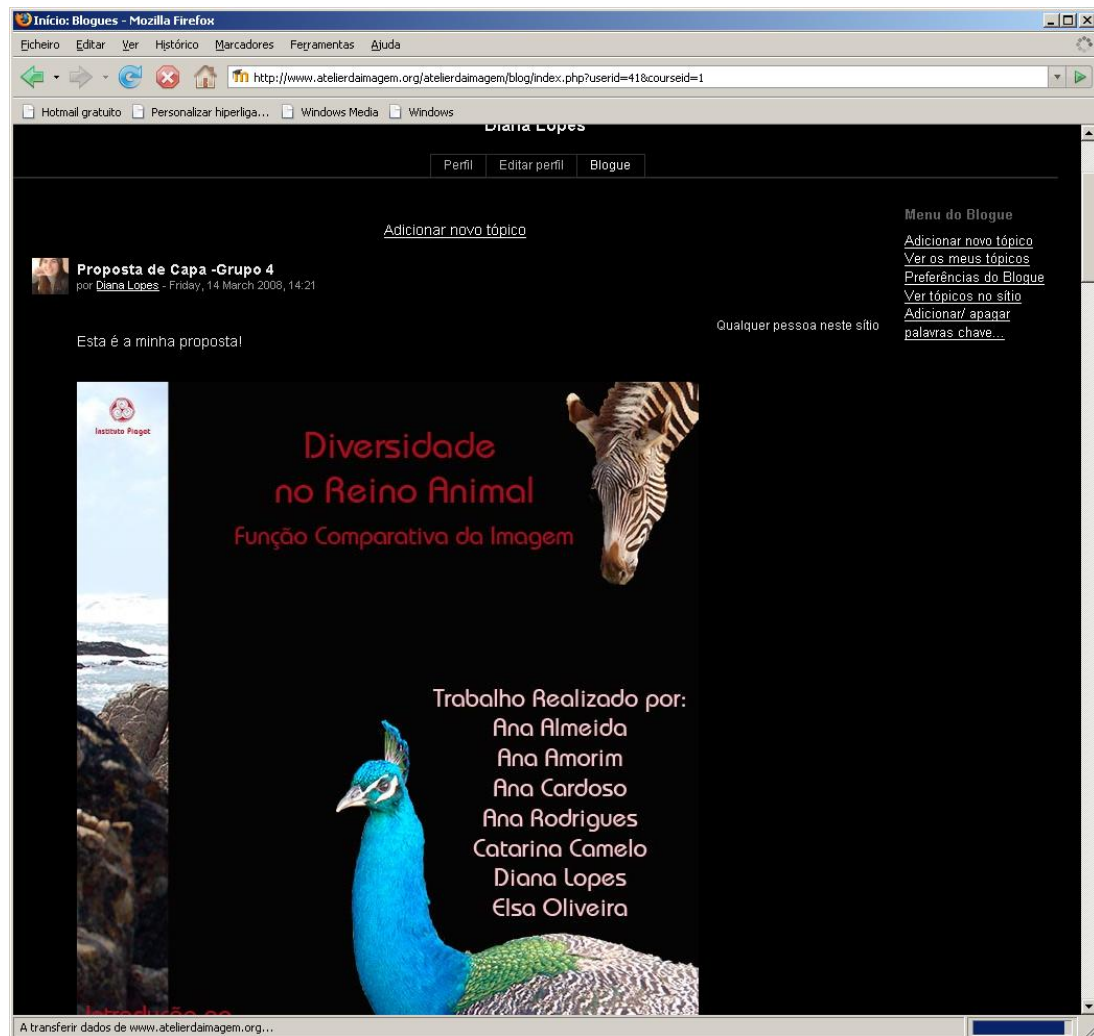 Início: Blogues - Mozilla Firefox
Ficheiro Editar Ver Histórico Marcadores Ferramentas Ajuda
http://www.atelierdaimagem.org/atelierdaimagem/blog/index.php?userid=41&courseid=1
Hotmail gratuito Personalizar hiperliga... Windows Media Windows
Diana Lopes
Perfil Editar perfil Blogue
Menu do Blogue
Adicionar novo tópico
Ver os meus tópicos
Preferências do Blogue
Ver tópicos no sítio
Adicionar/ apagar
palavras chave...
Adicionar novo tópico
Proposta de Capa -Grupo 4
por Diana Lopes - Friday, 14 March 2008, 14:21
Qualquer pessoa neste sítio
Esta é a minha proposta!
Instituto Piaget
Diversidade
no Reino Animal
Função Comparativa da Imagem
Trabalho Realizado por:
Ana Almeida
Ana Amorim
Ana Cardoso
Ana Rodrigues
Catarina Camelo
Diana Lopes
Elsa Oliveira
Introdução ao
A transferir dados de www.atelierdaimagem.org...